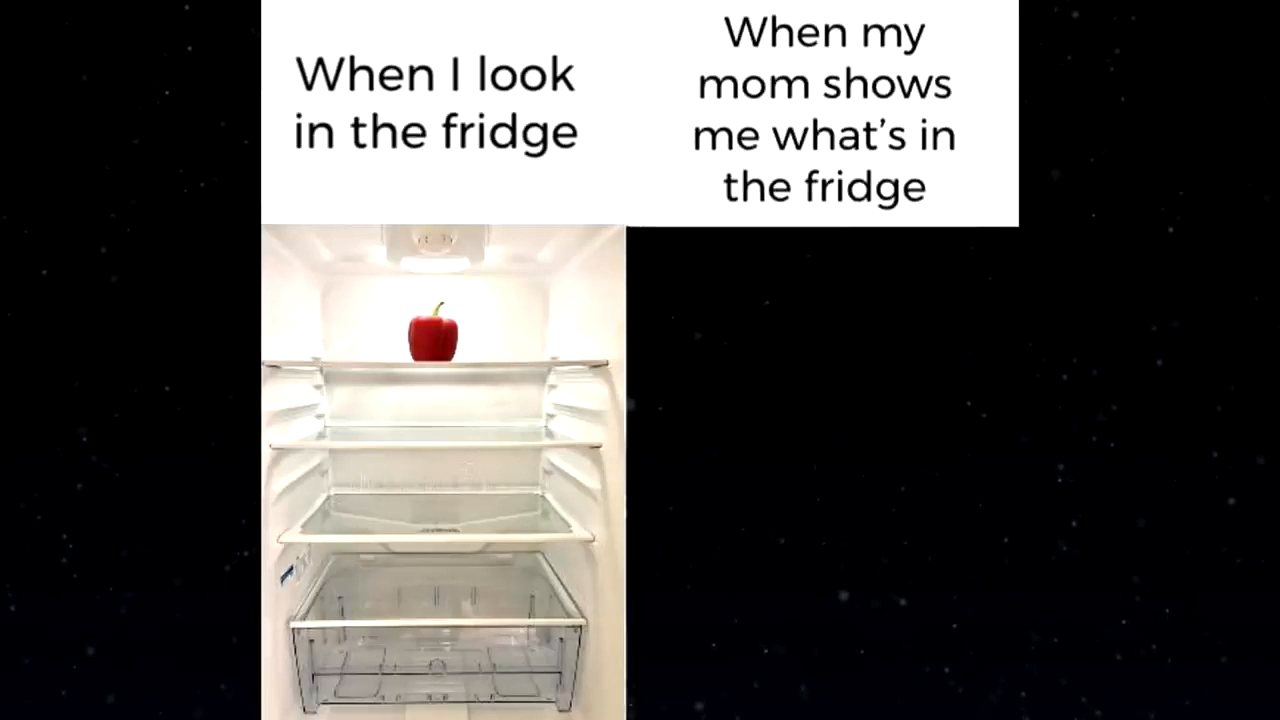 When I look
in the fridge
When my
mom shows
me what’s in
the fridge